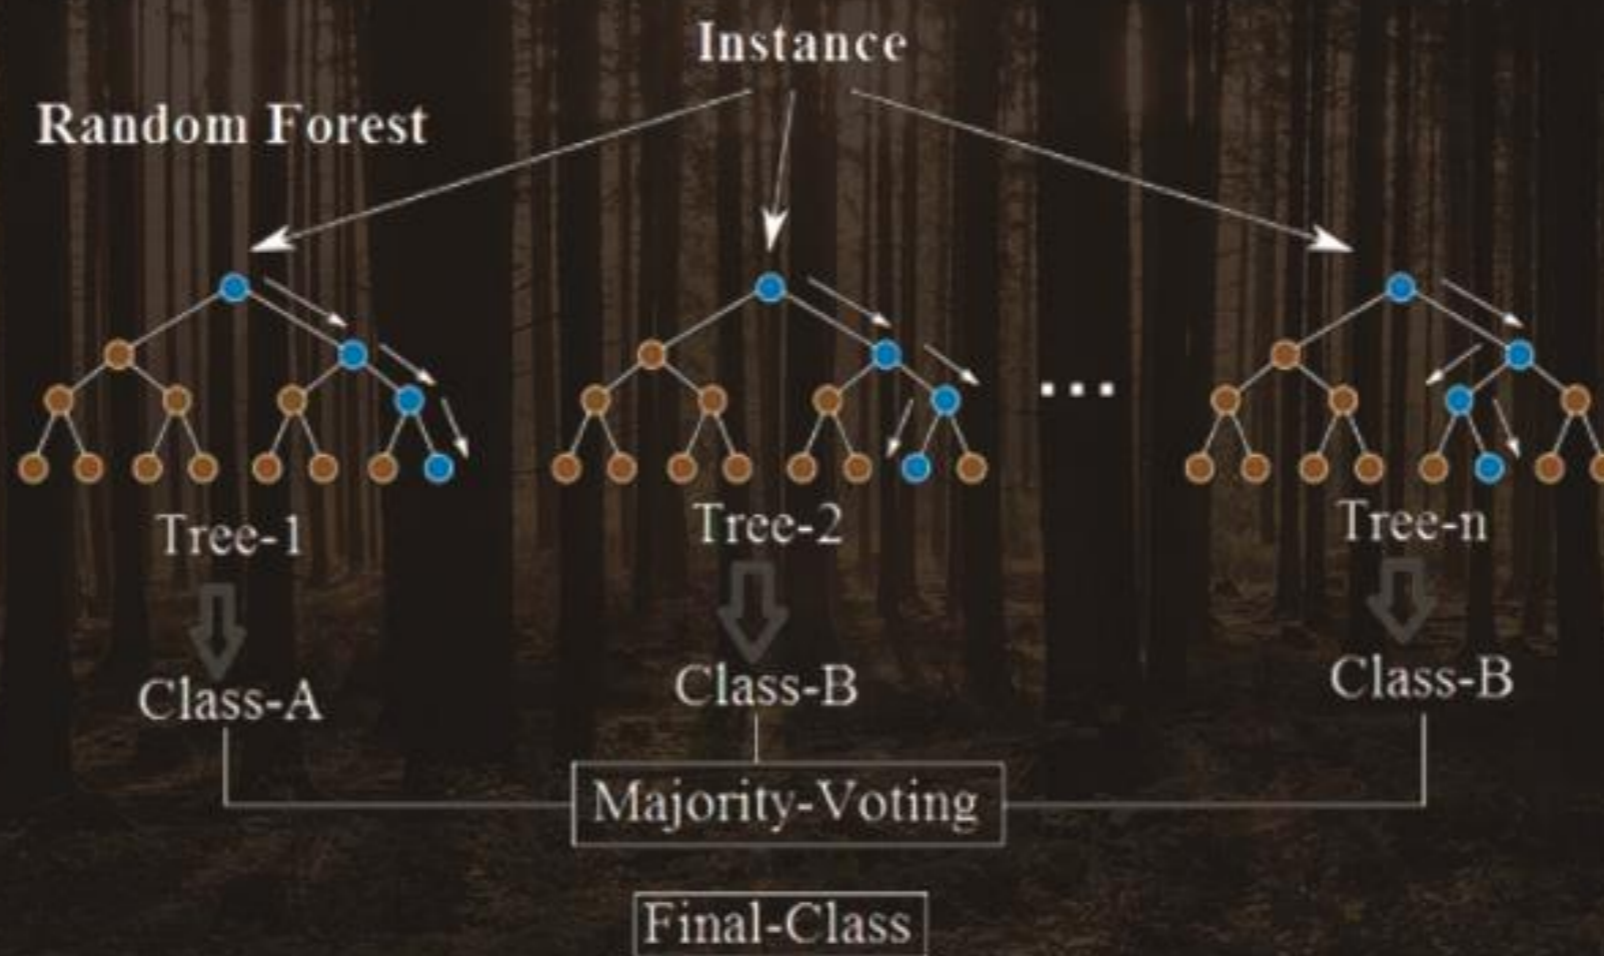 Instance
Random Forest
...
Tree-1
Tree-2
Tree-n
Class-A
Class-B
Class-B
Majority-Voting
Final-Class